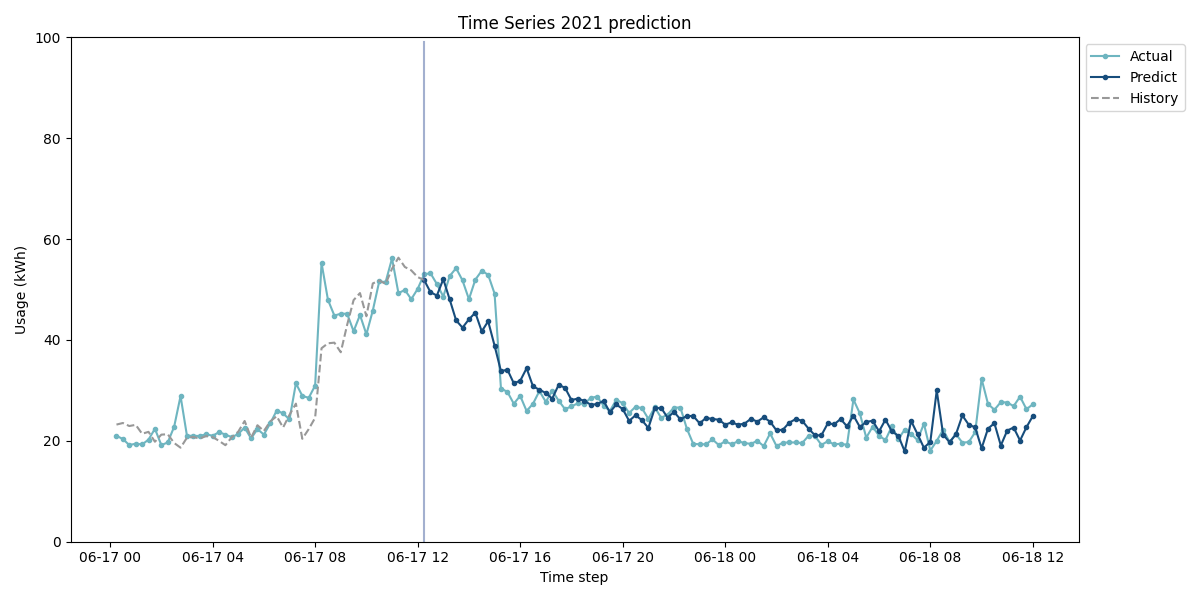 Time Series 2021 prediction
100
80
60
40
20
0
Usage (kWh)
06-17 00
06-17 04
06-17 08
06-17 12
06-17 16
06-17 20
06-18 00
06-18 04
06-18 08
06-18 12
Time step
Actual
Predict
History